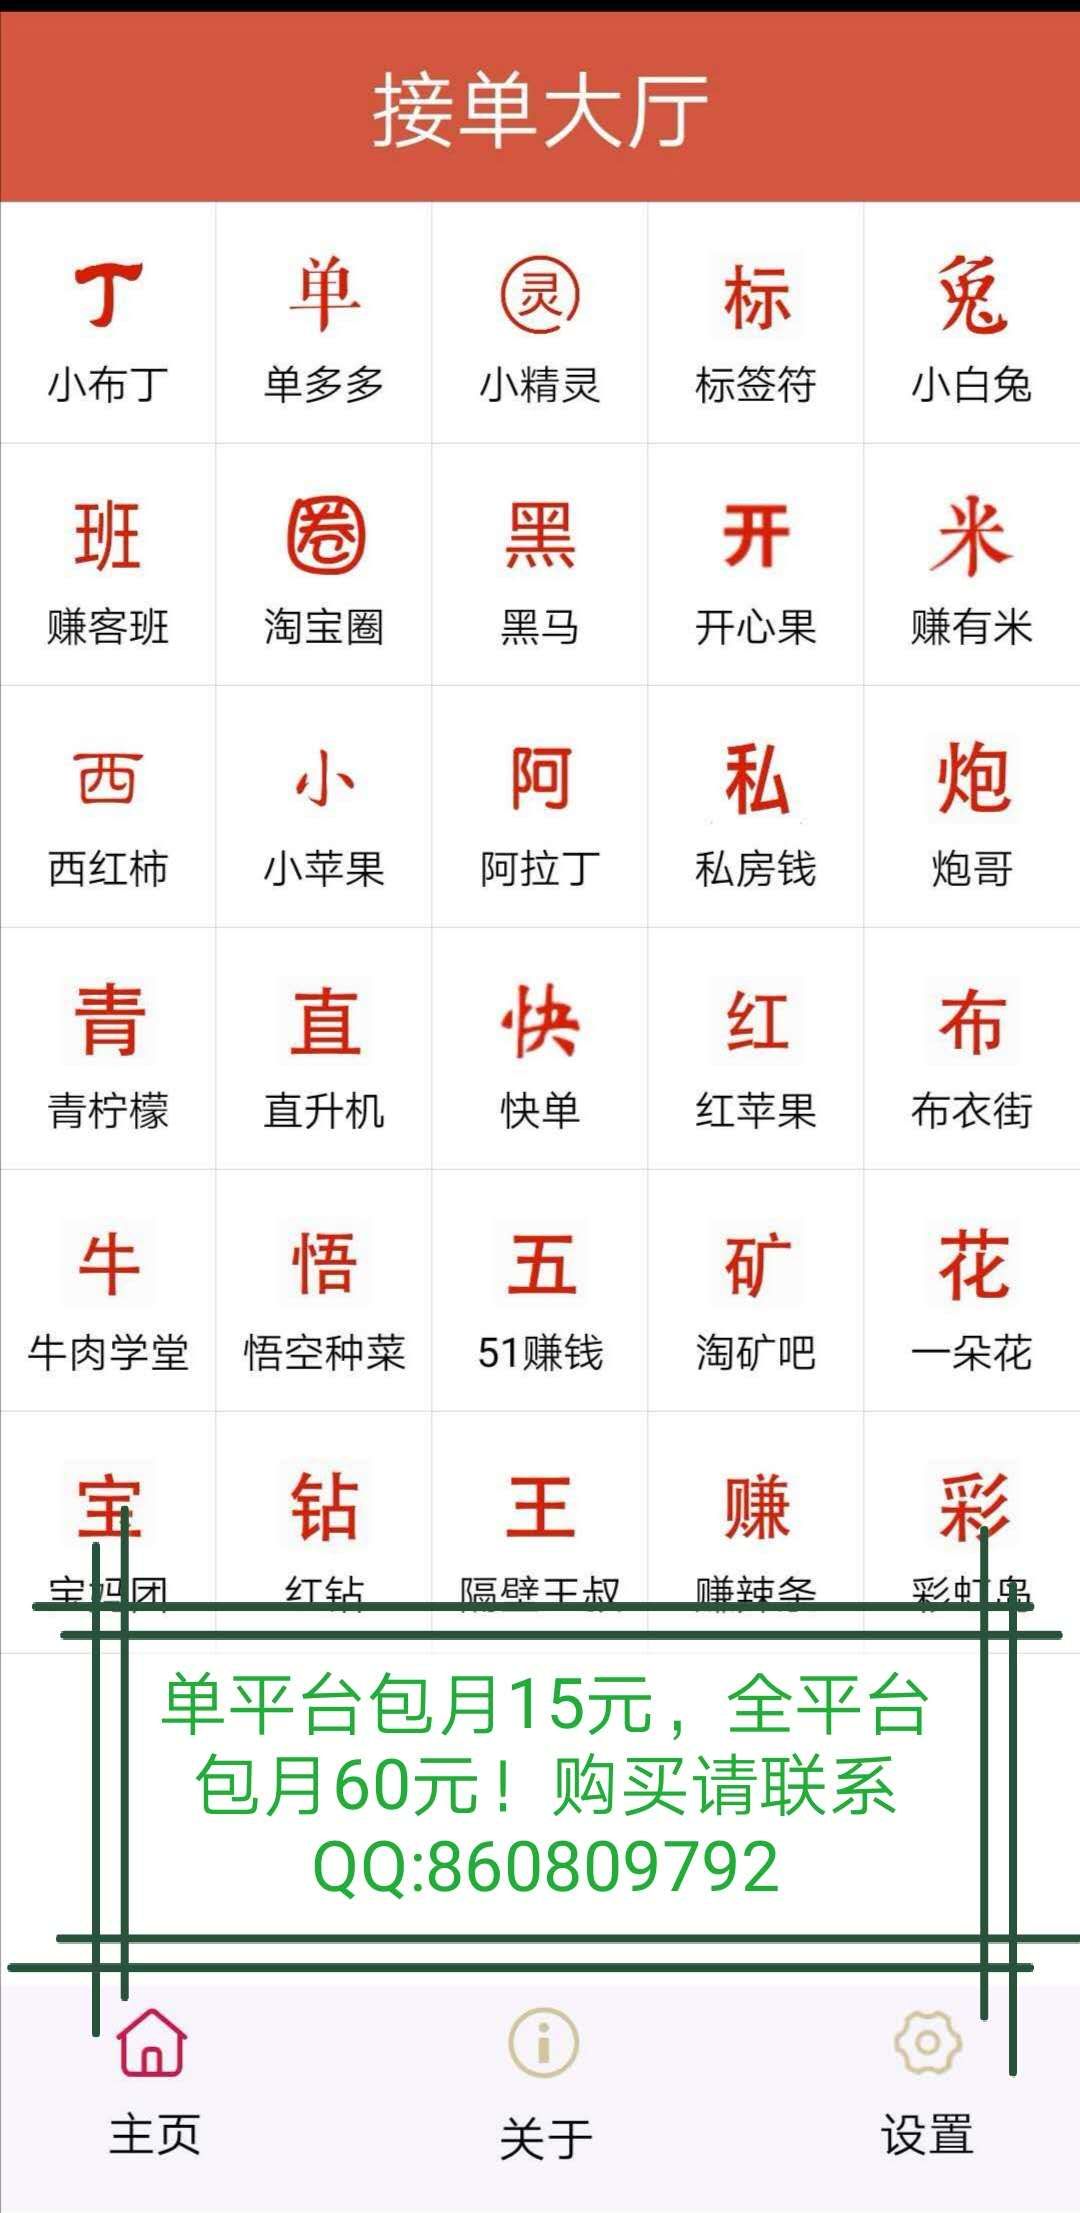 接单大厅
丁 单 灵 标 兔
小布丁 单多多 小精灵 标签符 小白兔
班 圈 黑 开 米
赚客班 淘宝圈 黑马 开心果 赚有米
西 小 阿 私 炮
西红柿 小苹果 阿拉丁 私房钱 炮哥
青 直 快 红 布
青柠檬 直升机 快单 红苹果 布衣街
牛 悟 五 矿 花
牛肉学堂 悟空种菜 51赚钱 淘矿吧 一朵花
宝 钻 王 赚 彩
宝妈团 红钻 隔壁王叔 赚辣条 彩虹岛
单平台包月15元，全平台
包月60元！购买请联系
QQ:860809792
主页 关于 设置